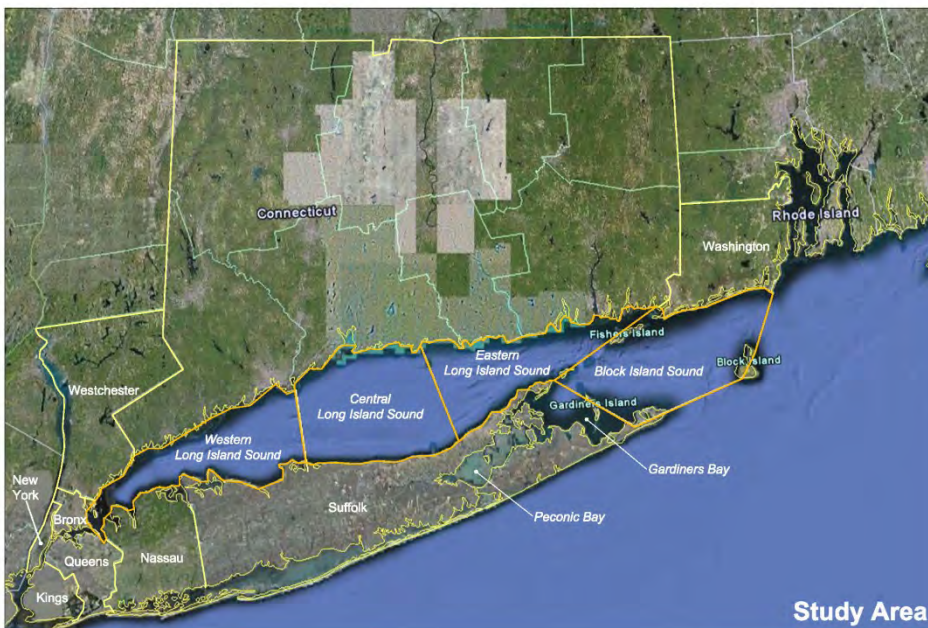 Connecticut
Rhode Island
Washington
Fishers Island
Eastern
Long Island Sound
Block Island
Block Island Sound
Westchester
Central
Long Island Sound
Gardiners Island
Western
Long Island Sound
Gardiners Bay
New
York
Bronx
Suffolk
Peconic Bay
Queens
Nassau
Kings
Study Area